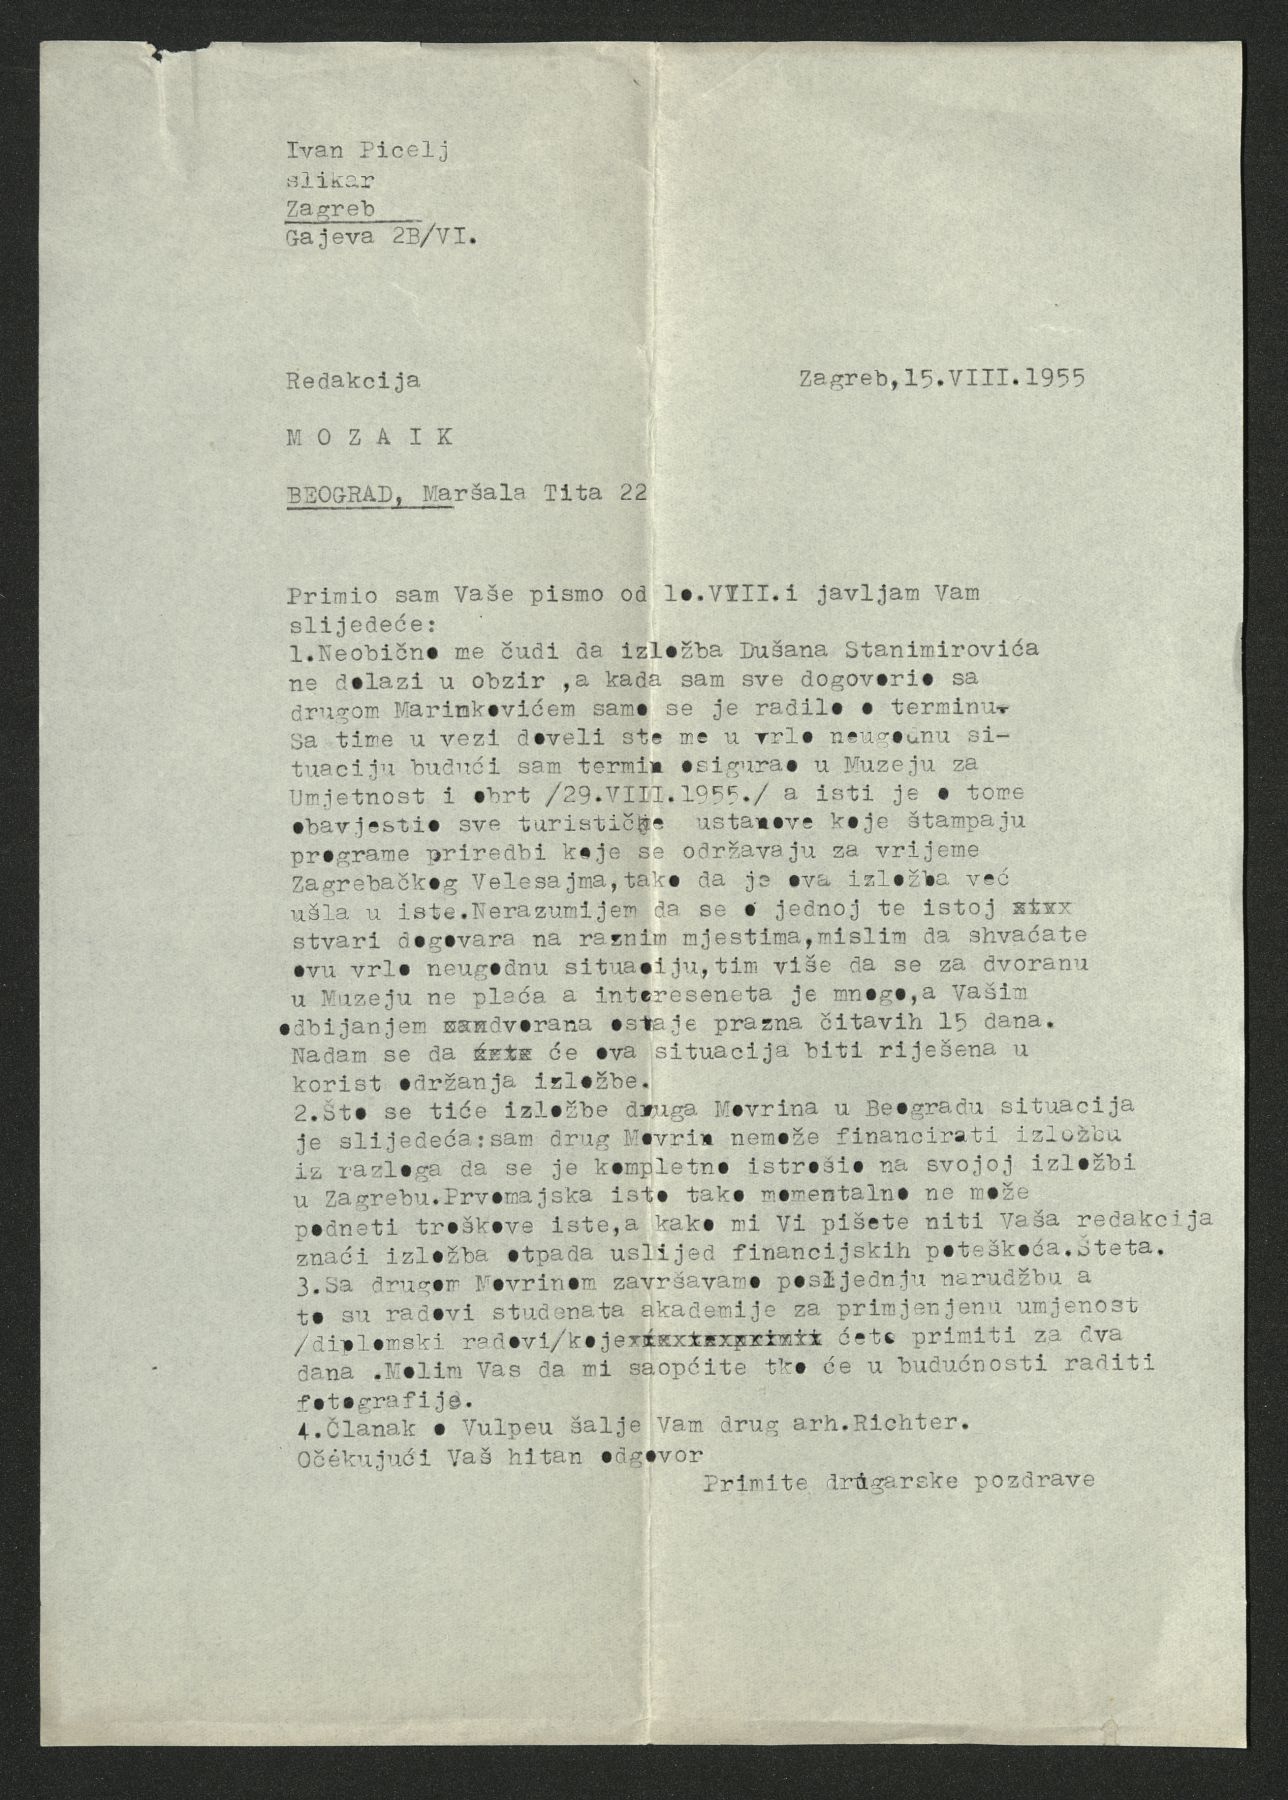 Ivan Picelj
slikar
Zagreb
Gajeva 2B/VI.
Redakcija
Zagreb,15.VIII.1955
M O Z A I K
BEOGRAD, Maršala Tita 22
Primio sam Vaše pismo od 1o.VIII.i javljam Vam
slijedeće:
1.Neobično me čudi da izložba Dušana Stanimirovića
ne dolazi u obzir ,a kada sam sve dogovorio sa
drugom Marinkovićem samo se je radilo o terminu.
Sa time u vezi doveli ste me u vrlo neugodnu si-
tuaciju budući sam termin osigurao u Muzeju za
Umjetnost i obrt /29.VIII.1955./ a isti je o tome
obavjestio sve turističke ustanove koje štampaju
programe priredbi koje se održavaju za vrijeme
Zagrebačkog Velesajma,tako da je ova izložba već
ušla u iste.Nerazumijem da se o jednoj te istoj
stvari dogovara na raznim mjestima,mislim da shvaćate
ovu vrlo neugodnu situaciju,tim više da se za dvoranu
u Muzeju ne plaća a intereseneta je mnogo,a Vašim
odbijanjem dvorana ostaje prazna čitavih 15 dana.
Nadam se da će ova situacija biti riješena u
korist održanja izložbe.
2.Što se tiće izložbe druga Movrina u Beogradu situacija
je slijedeća:sam drug Movrin nemože financirati izložbu
iz razloga da se je kompletno istrošio na svojoj izložbi
u Zagrebu.Prvomajska isto tako momentalno ne može
podneti troškove iste,a kako mi Vi pišete niti Vaša redakcija
znaći izložba otpada uslijed financijskih poteškoća.Šteta.
3.Sa drugom Movrinom završavamo posljednju narudžbu a
to su radovi studenata akademije za primjenjenu umjenost
/diplomski radovi/koje ćete primiti za dva
dana .Molim Vas da mi saopćite tko će u budućnosti raditi
fotografije.
4.Članak o Vulpeu šalje Vam drug arh.Richter.
Očekujući Vaš hitan odgovor
Primite drugarske pozdrave